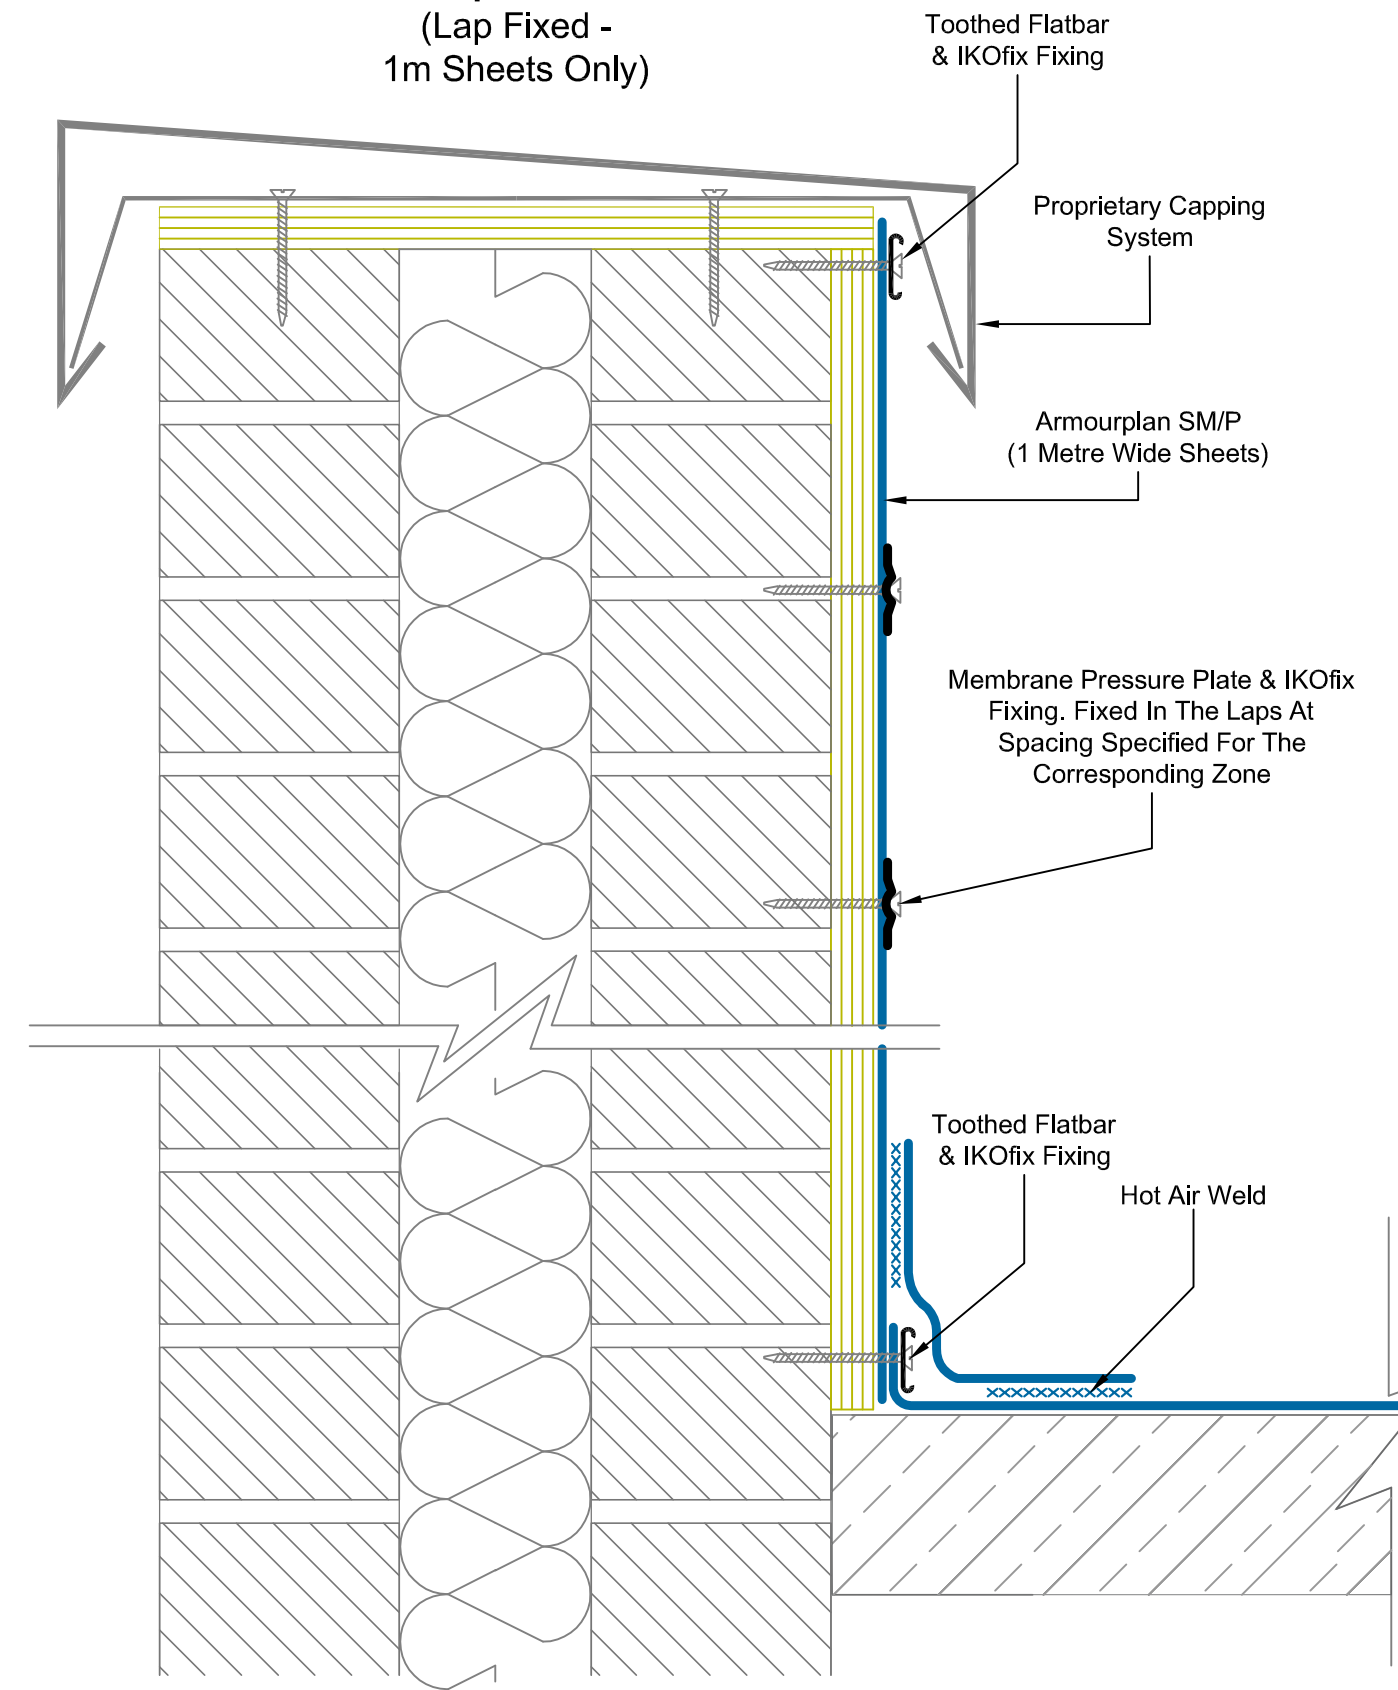 (Lap Fixed -
1m Sheets Only)
Toothed Flatbar
& IKOfix Fixing
Proprietary Capping
System
Armourplan SM/P
(1 Metre Wide Sheets)
Membrane Pressure Plate & IKOfix
Fixing. Fixed In The Laps At
Spacing Specified For The
Corresponding Zone
Toothed Flatbar
& IKOfix Fixing
Hot Air Weld